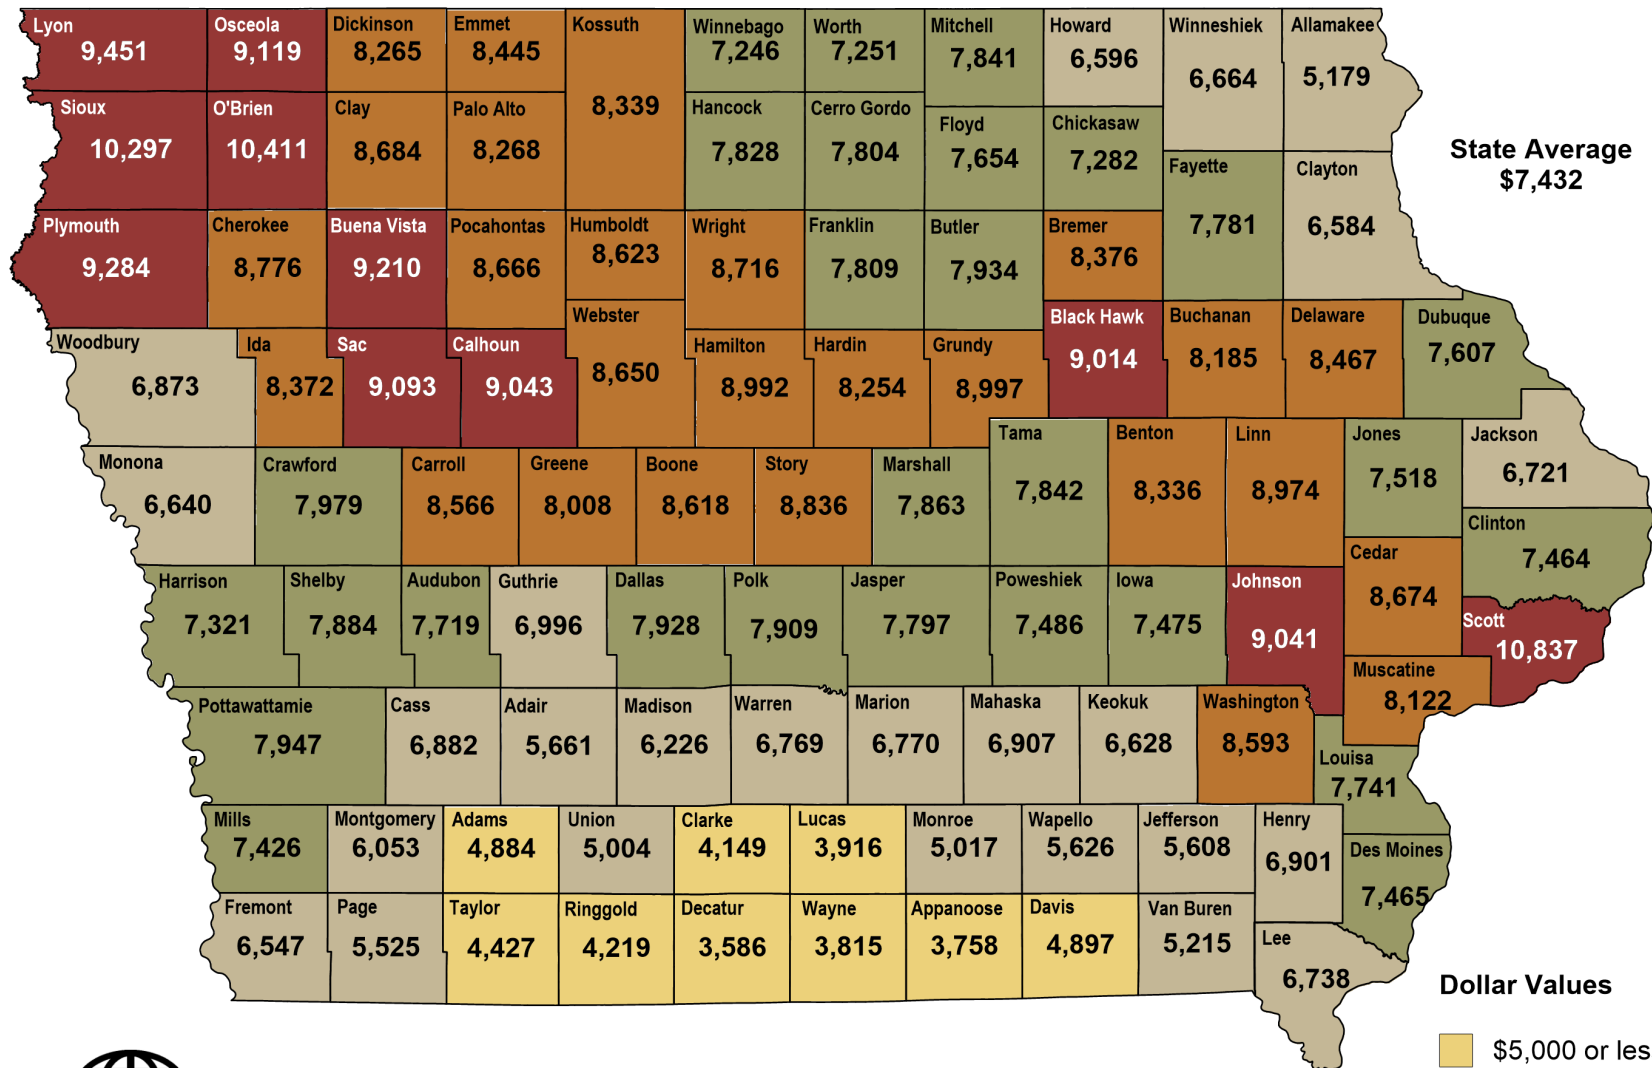 Lyon
9,451
Osceola
9,119
Dickinson
8,265
Emmet
8,445
Kossuth
8,339
Winnebago
7,246
Worth
7,251
Mitchell
7,841
Howard
6,596
Winneshiek
6,664
Allamakee
5,179
Sioux
10,297
O'Brien
10,411
Clay
8,684
Palo Alto
8,268
Hancock
7,828
Cerro Gordo
7,804
Floyd
7,654
Chickasaw
7,282
State Average
$7,432
Fayette
7,781
Clayton
6,584
Plymouth
9,284
Cherokee
8,776
Buena Vista
9,210
Pocahontas
8,666
Humboldt
8,623
Wright
8,716
Franklin
7,809
Butler
7,934
Bremer
8,376
Woodbury
6,873
Ida
8,372
Sac
9,093
Calhoun
9,043
Webster
8,650
Hamilton
8,992
Hardin
8,254
Grundy
8,997
Black Hawk
9,014
Buchanan
8,185
Delaware
8,467
Dubuque
7,607
Monona
6,640
Crawford
7,979
Carroll
8,566
Greene
8,008
Boone
8,618
Story
8,836
Marshall
7,863
Tama
7,842
Benton
8,336
Linn
8,974
Jones
7,518
Jackson
6,721
Clinton
7,464
Cedar
8,674
Harrison
7,321
Shelby
7,884
Audubon
7,719
Guthrie
6,996
Dallas
7,928
Polk
7,909
Jasper
7,797
Poweshiek
7,486
Iowa
7,475
Johnson
9,041
Scott
10,837
Muscatine
8,122
Pottawattamie
7,947
Cass
6,882
Adair
5,661
Madison
6,226
Warren
6,769
Marion
6,770
Mahaska
6,907
Keokuk
6,628
Washington
8,593
Louisa
7,741
Mills
7,426
Montgomery
6,053
Adams
4,884
Union
5,004
Clarke
4,149
Lucas
3,916
Monroe
5,017
Wapello
5,626
Jefferson
5,608
Henry
6,901
Des Moines
7,465
Fremont
6,547
Page
5,525
Taylor
4,427
Ringgold
4,219
Decatur
3,586
Wayne
3,815
Appanoose
3,758
Davis
4,897
Van Buren
5,215
Lee
6,738
Dollar Values
$5,000 or les